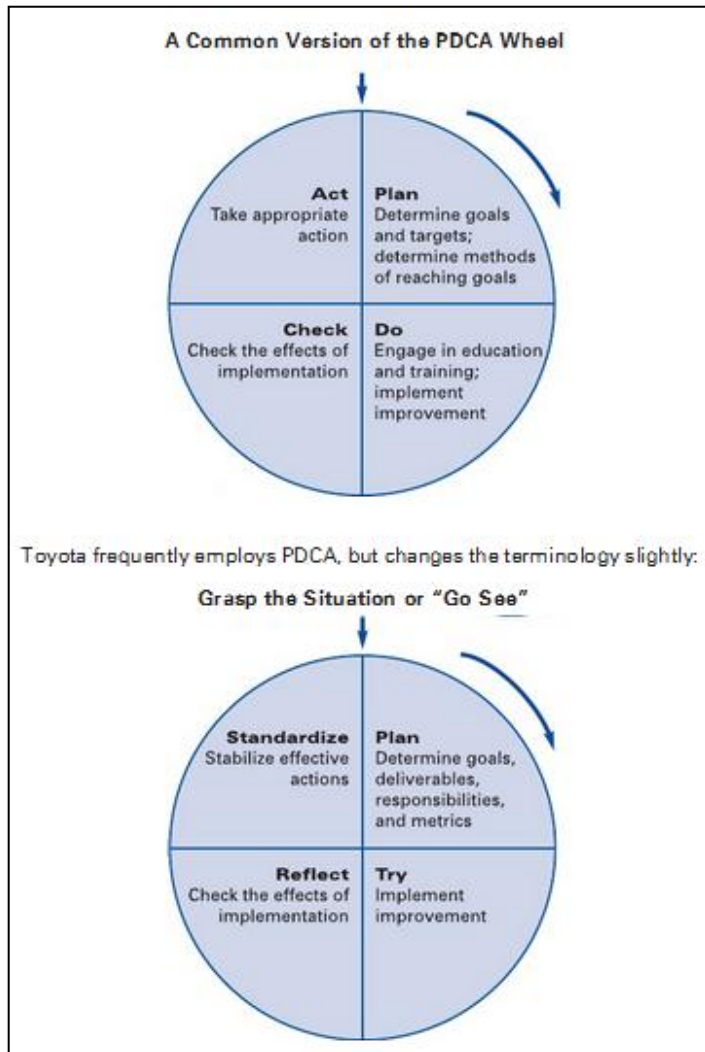 A Common Version of the PDCA Wheel
Act
Take appropriate
action
Plan
Determine goals
and targets;
determine methods
of reaching goals
Check
Check the effects of
implementation
Do
Engage in education
and training;
implement
improvement
Toyota frequently employs PDCA, but changes the terminology slightly:
Grasp the Situation or “Go See”
Standardize
Stabilize effective
actions
Plan
Determine goals,
deliverables,
responsibilities,
and metrics
Reflect
Check the effects of
implementation
Try
Implement
improvement